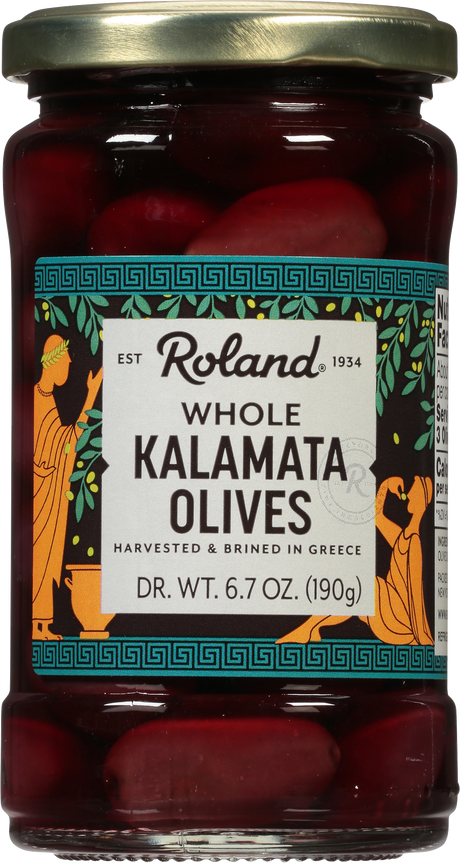 EST Roland® 1934
WHOLE
KALAMATA
OLIVES
HARVESTED & BRINED IN GREECE
DR. WT. 6.7 OZ. (190g)